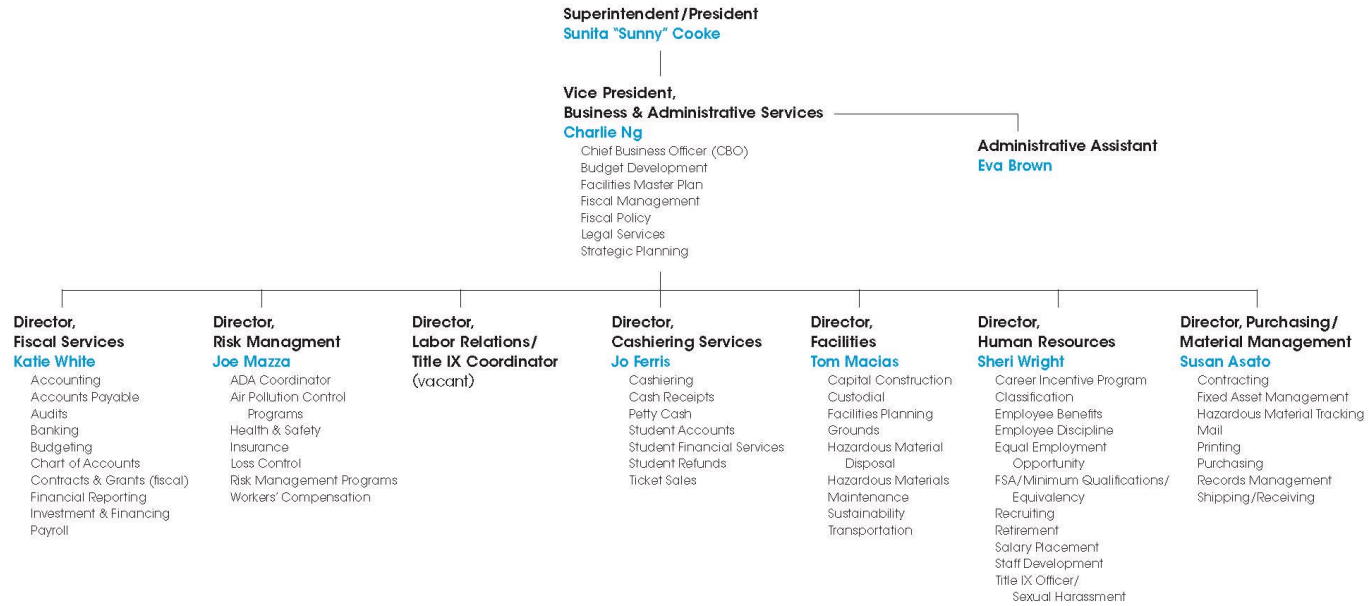 Superintendent/President
Sunita "Sunny" Cooke
Vice President,
Business & Administrative Services
Charlie Ng
Chief Business Officer (CBO)
Budget Development
Facilities Master Plan
Fiscal Management
Fiscal Policy
Legal Services
Strategic Planning
Administrative Assistant
Eva Brown
Director,
Fiscal Services
Katie White
Accounting
Accounts Payable
Audits
Banking
Budgeting
Chart of Accounts
Contracts & Grants (fiscal)
Financial Reporting
Investment & Financing
Payroll
Director,
Risk Managment
Joe Mazza
ADA Coordinator
Air Pollution Control
Programs
Health & Safety
Insurance
Loss Control
Risk Management Programs
Workers' Compensation
Director,
Labor Relations/
Title IX Coordinator
(vacant)
Director,
Cashiering Services
Jo Ferris
Cashiering
Cash Receipts
Petty Cash
Student Accounts
Student Financial Services
Student Refunds
Ticket Sales
Director,
Facilities
Tom Macias
Capital Construction
Custodial
Facilities Planning
Grounds
Hazardous Material
Disposal
Hazardous Materials
Maintenance
Sustainability
Transportation
Director,
Human Resources
Sheri Wright
Career Incentive Program
Classification
Employee Benefits
Employee Discipline
Equal Employment
Opportunity
FSA/Minimum Qualifications/
Equivalency
Recruiting
Retirement
Salary Placement
Staff Development
Title IX Officer/
Sexual Harassment
Director, Purchasing/
Material Management
Susan Asato
Contracting
Fixed Asset Management
Hazardous Material Tracking
Mail
Printing
Purchasing
Records Management
Shipping/Receiving